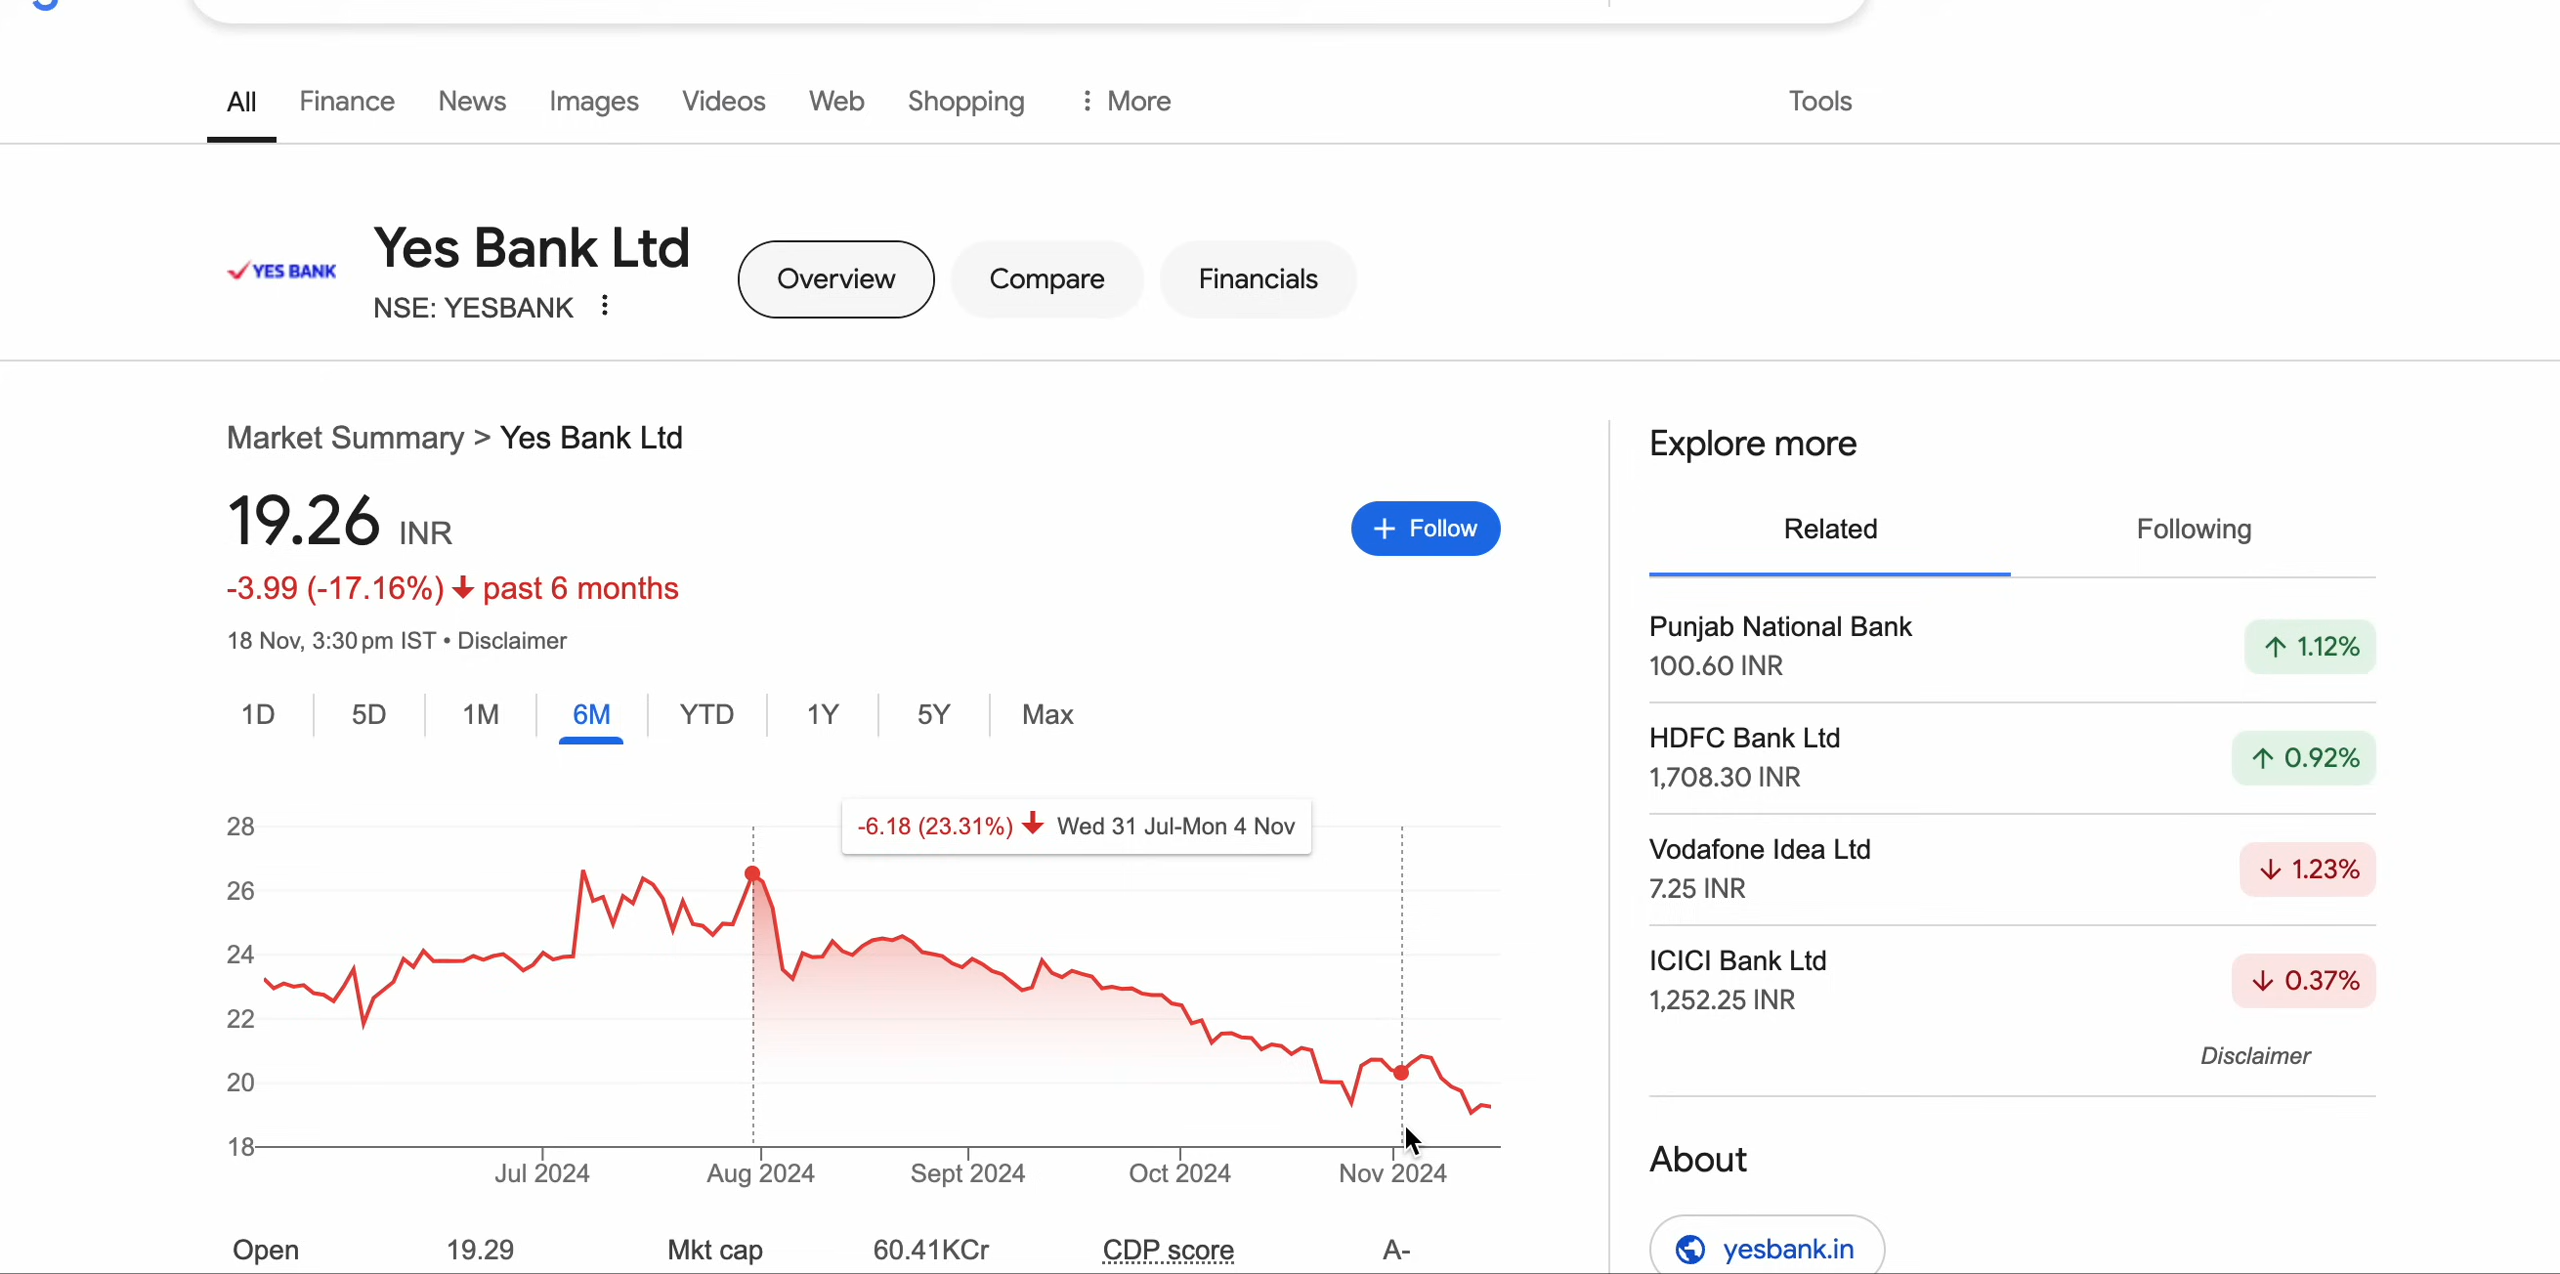 All Finance News Images Videos Web Shopping More Tools
YES BANK
Yes Bank Ltd
NSE: YESBANK
Overview Compare Financials
Market Summary > Yes Bank Ltd
19.26 INR
+ Follow
-3.99 (-17.16%) past 6 months
18 Nov, 3:30 pm IST • Disclaimer
1D 5D 1M 6M YTD 1Y 5Y Max
-6.18 (23.31%) Wed 31 Jul-Mon 4 Nov
28
26
24
22
20
18
Jul 2024 Aug 2024 Sept 2024 Oct 2024 Nov 2024
Open 19.29 Mkt cap 60.41KCr CDP score A-
Explore more
Related Following
Punjab National Bank
100.60 INR
↑ 1.12%
HDFC Bank Ltd
1,708.30 INR
↑ 0.92%
Vodafone Idea Ltd
7.25 INR
↓ 1.23%
ICICI Bank Ltd
1,252.25 INR
↓ 0.37%
Disclaimer
About
yesbank.in